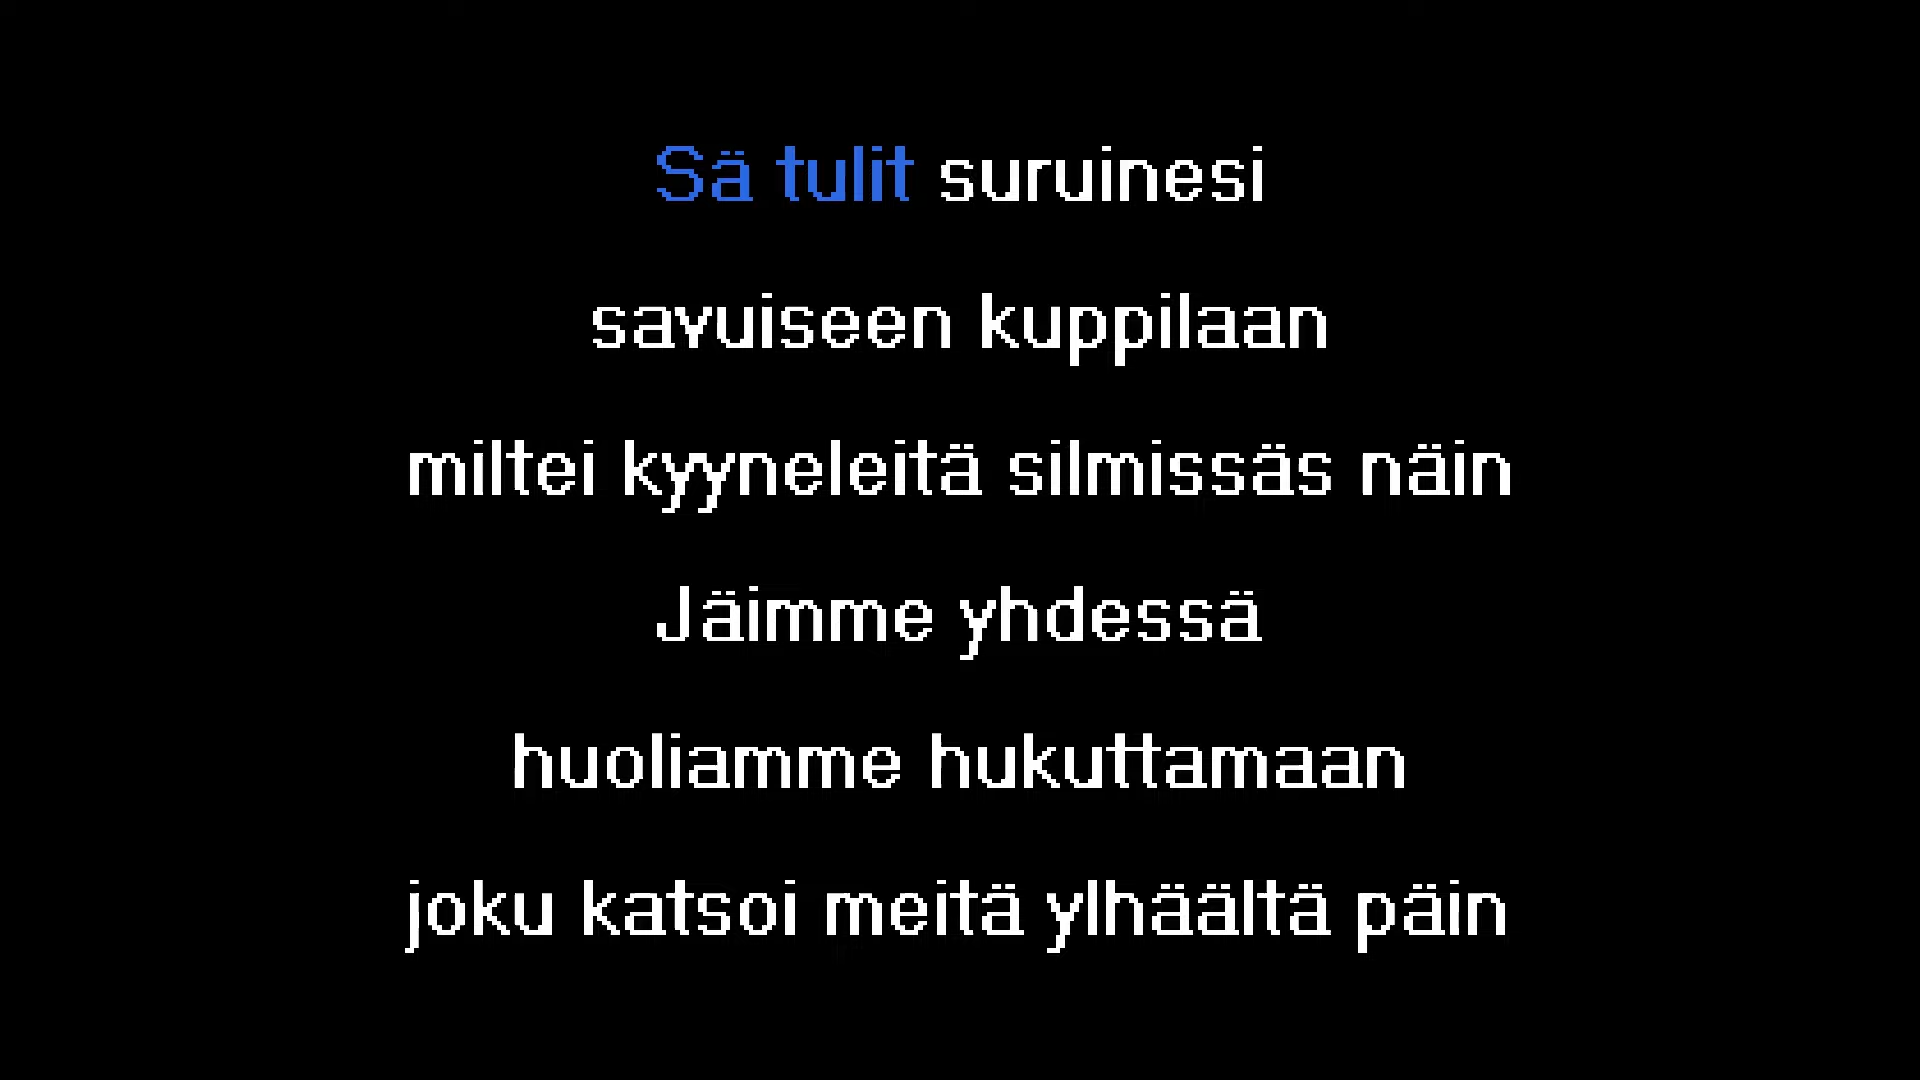 Sä tulit suruinesi
savuiseen kuppilaan
miltei kyyneleitä silmissäs näin
Jäimme yhdessä
huoliamme hukuttamaan
joku katsoi meitä ylhäältä päin